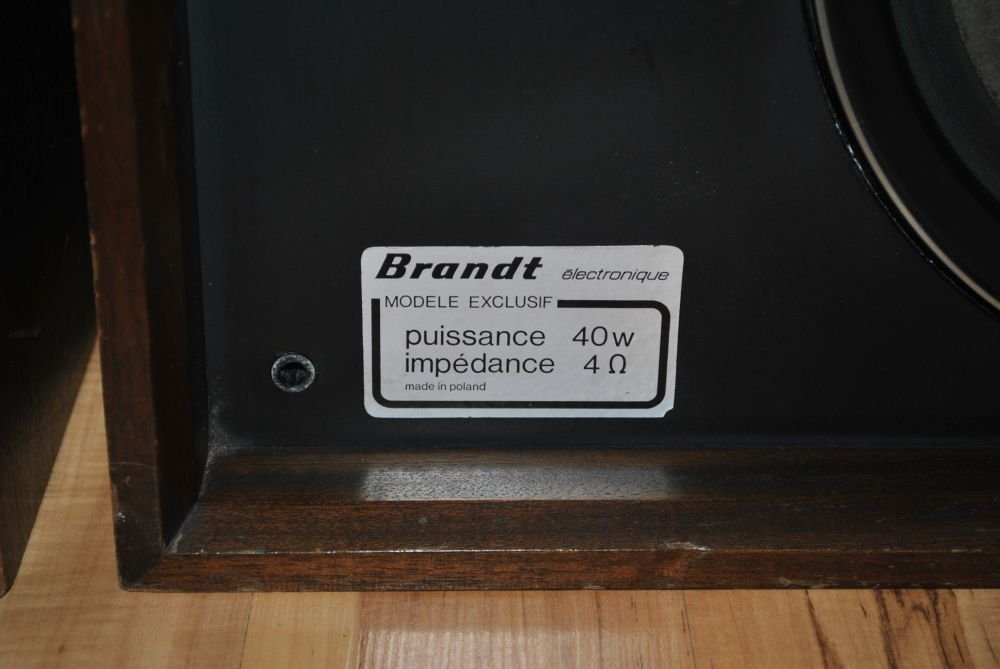 Brandt électronique
MODELE EXCLUSIF
puissance 40w
impédance 4 Ω
made in poland